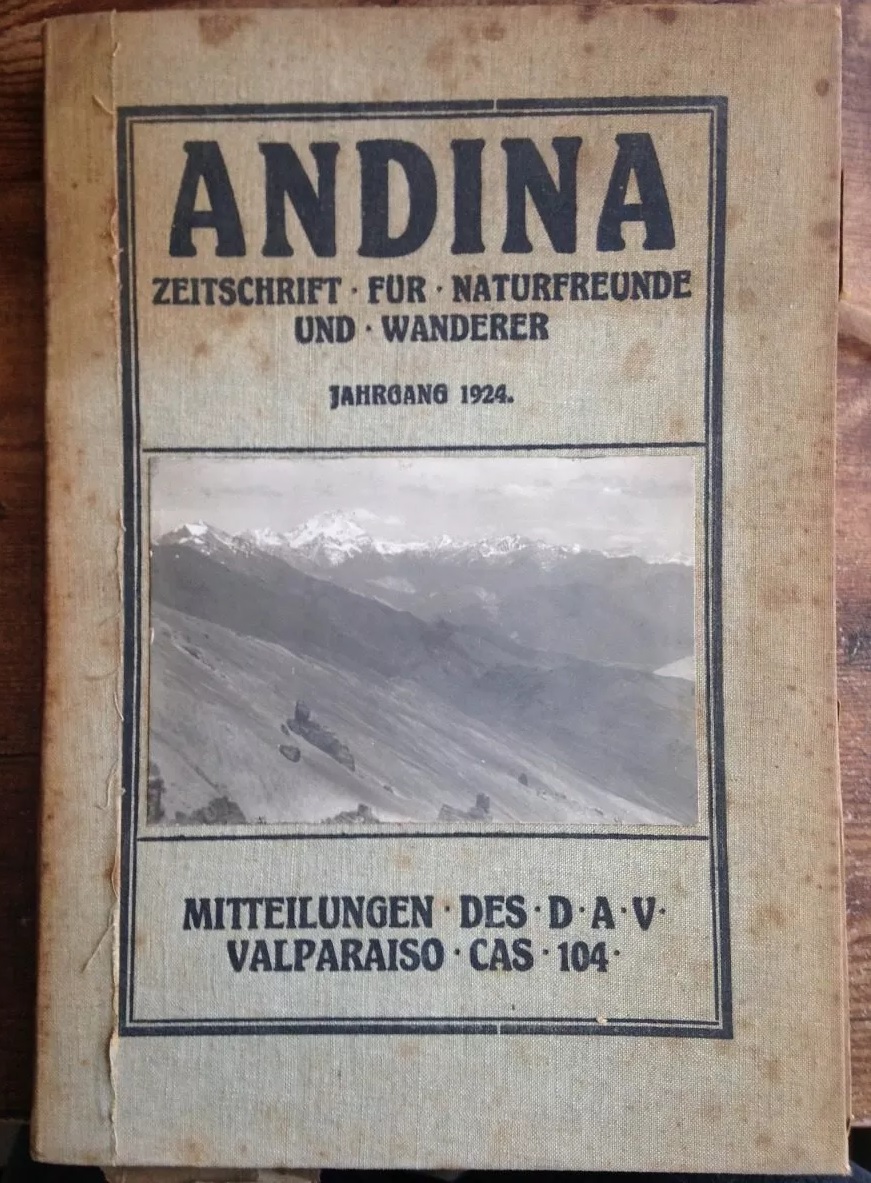 ANDINA
ZEITSCHRIFT · FÜR · NATURFREUNDE
UND · WANDERER
JAHRGANG 1924.
MITTEILUNGEN · DES · D · A · V ·
VALPARAISO · CAS · 104 ·